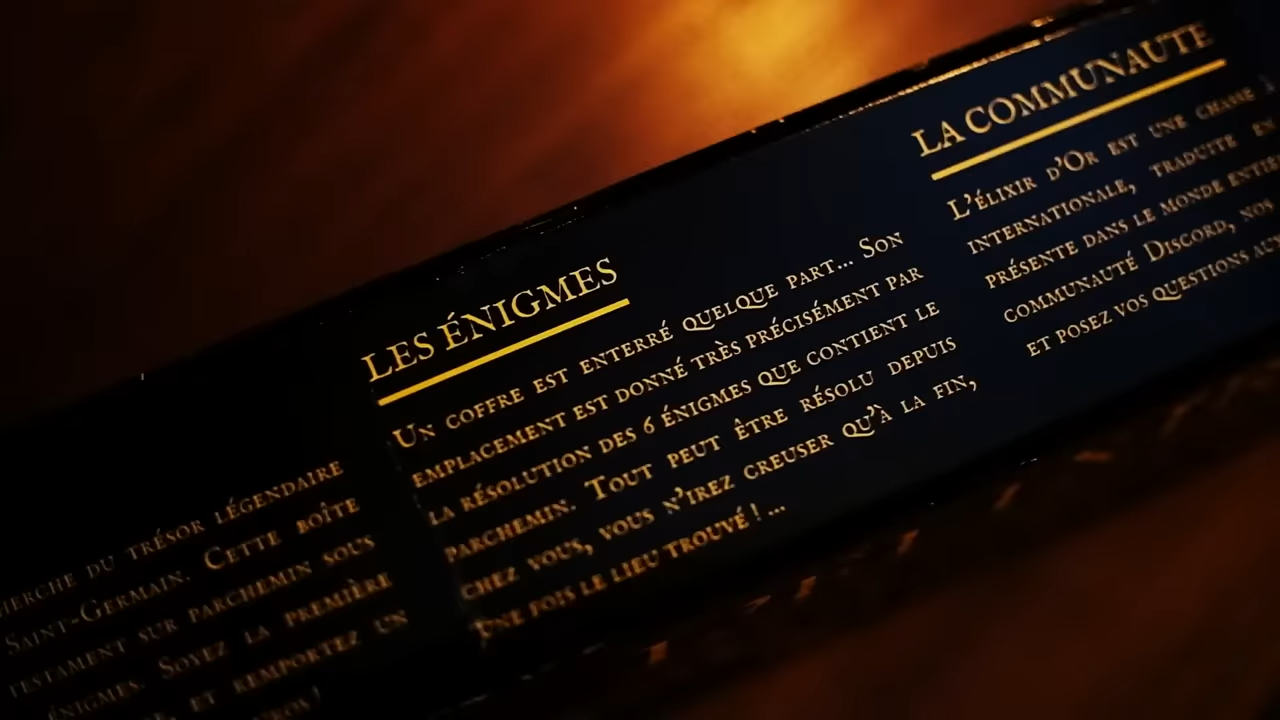 DU TRÉSOR LÉGENDAIRE
SAINT-GERMAIN. CETTE BOÎTE
TESTAMENT SUR PARCHEMIN SOUS
ÉNIGMES. SOYEZ LA PREMIÈRE
ET REMPORTEZ UN
LES ÉNIGMES
UN COFFRE EST ENTERRÉ QUELQUE PART... SON
EMPLACEMENT EST DONNÉ TRÈS PRÉCISÉMENT PAR
LA RÉSOLUTION DES 6 ÉNIGMES QUE CONTIENT LE
PARCHEMIN. TOUT PEUT ÊTRE RÉSOLU DEPUIS
CHEZ VOUS, VOUS N'IREZ CREUSER QU'À LA FIN,
UNE FOIS LE LIEU TROUVÉ ! ...
LA COMMUNAUTÉ
L'ÉLIXIR D'OR EST UNE CHASSE À
INTERNATIONALE, TRADUITE EN
PRÉSENTE DANS LE MONDE
COMMUNAUTÉ DISCORD, NOS
ET POSEZ VOS QUESTIONS